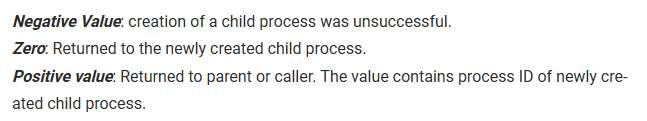 Negative Value: creation of a child process was unsuccessful.
Zero: Returned to the newly created child process.
Positive value: Returned to parent or caller. The value contains process ID of newly cre-
ated child process.